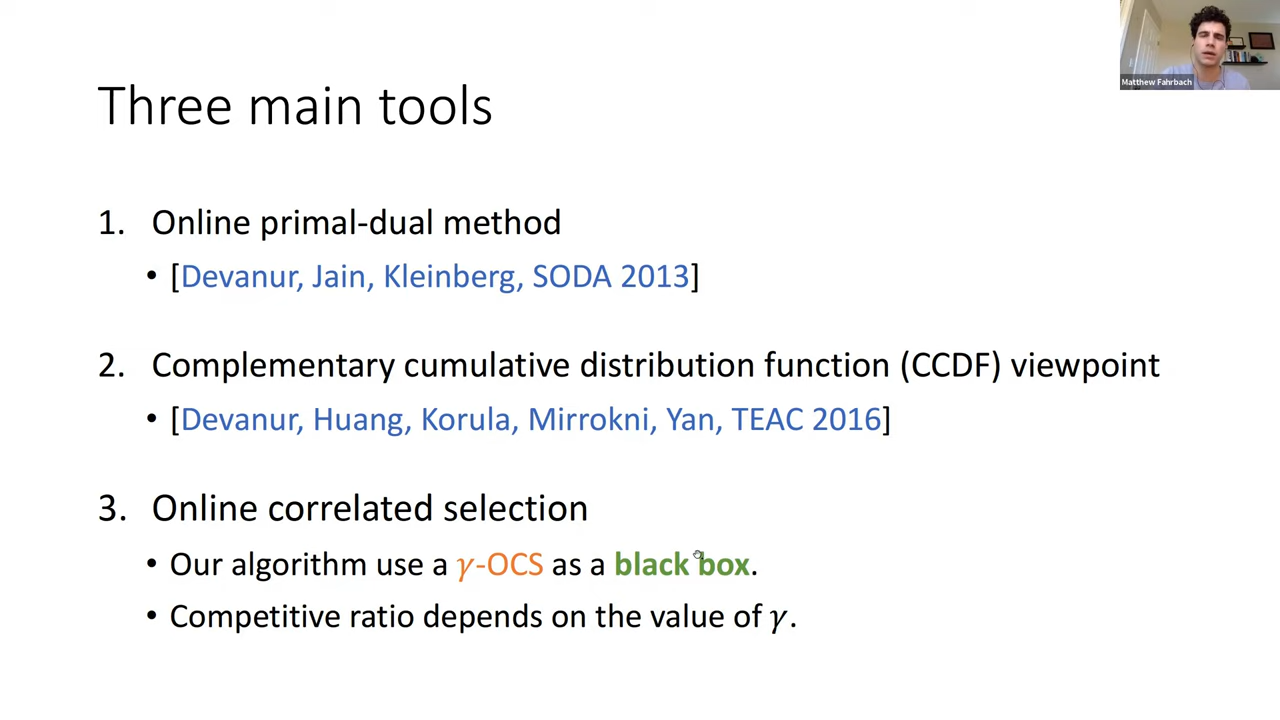 Matthew Fahrbach
Three main tools
1. Online primal-dual method
• [Devanur, Jain, Kleinberg, SODA 2013]
2. Complementary cumulative distribution function (CCDF) viewpoint
• [Devanur, Huang, Korula, Mirrokni, Yan, TEAC 2016]
3. Online correlated selection
• Our algorithm use a γ-OCS as a black box.
• Competitive ratio depends on the value of γ.